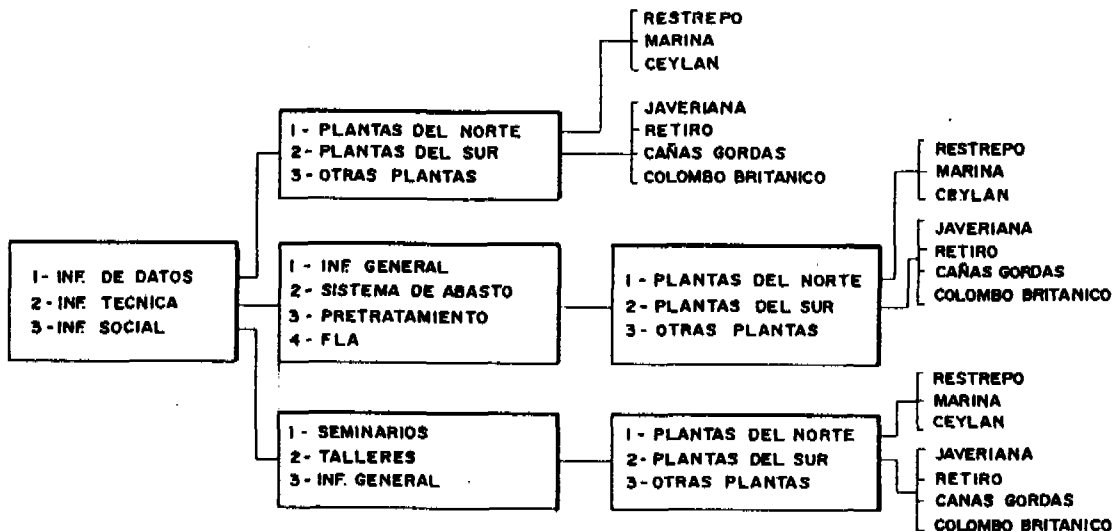 RESTREPO
MARINA
CEYLAN
1- PLANTAS DEL NORTE
2- PLANTAS DEL SUR
3- OTRAS PLANTAS
JAVERIANA
RETIRO
CAÑAS GORDAS
COLOMBO BRITANICO
1- INF. DE DATOS
2- INF. TECNICA
3- INF. SOCIAL
1- INF. GENERAL
2- SISTEMA DE ABASTO
3- PRETRATAMIENTO
4- FLA
1- PLANTAS DEL NORTE
2- PLANTAS DEL SUR
3- OTRAS PLANTAS
RESTREPO
MARINA
CEYLAN
JAVERIANA
RETIRO
CAÑAS GORDAS
COLOMBO BRITANICO
1- SEMINARIOS
2- TALLERES
3- INF. GENERAL
1- PLANTAS DEL NORTE
2- PLANTAS DEL SUR
3- OTRAS PLANTAS
RESTREPO
MARINA
CEYLAN
JAVERIANA
RETIRO
CANAS GORDAS
COLOMBO BRITANICO